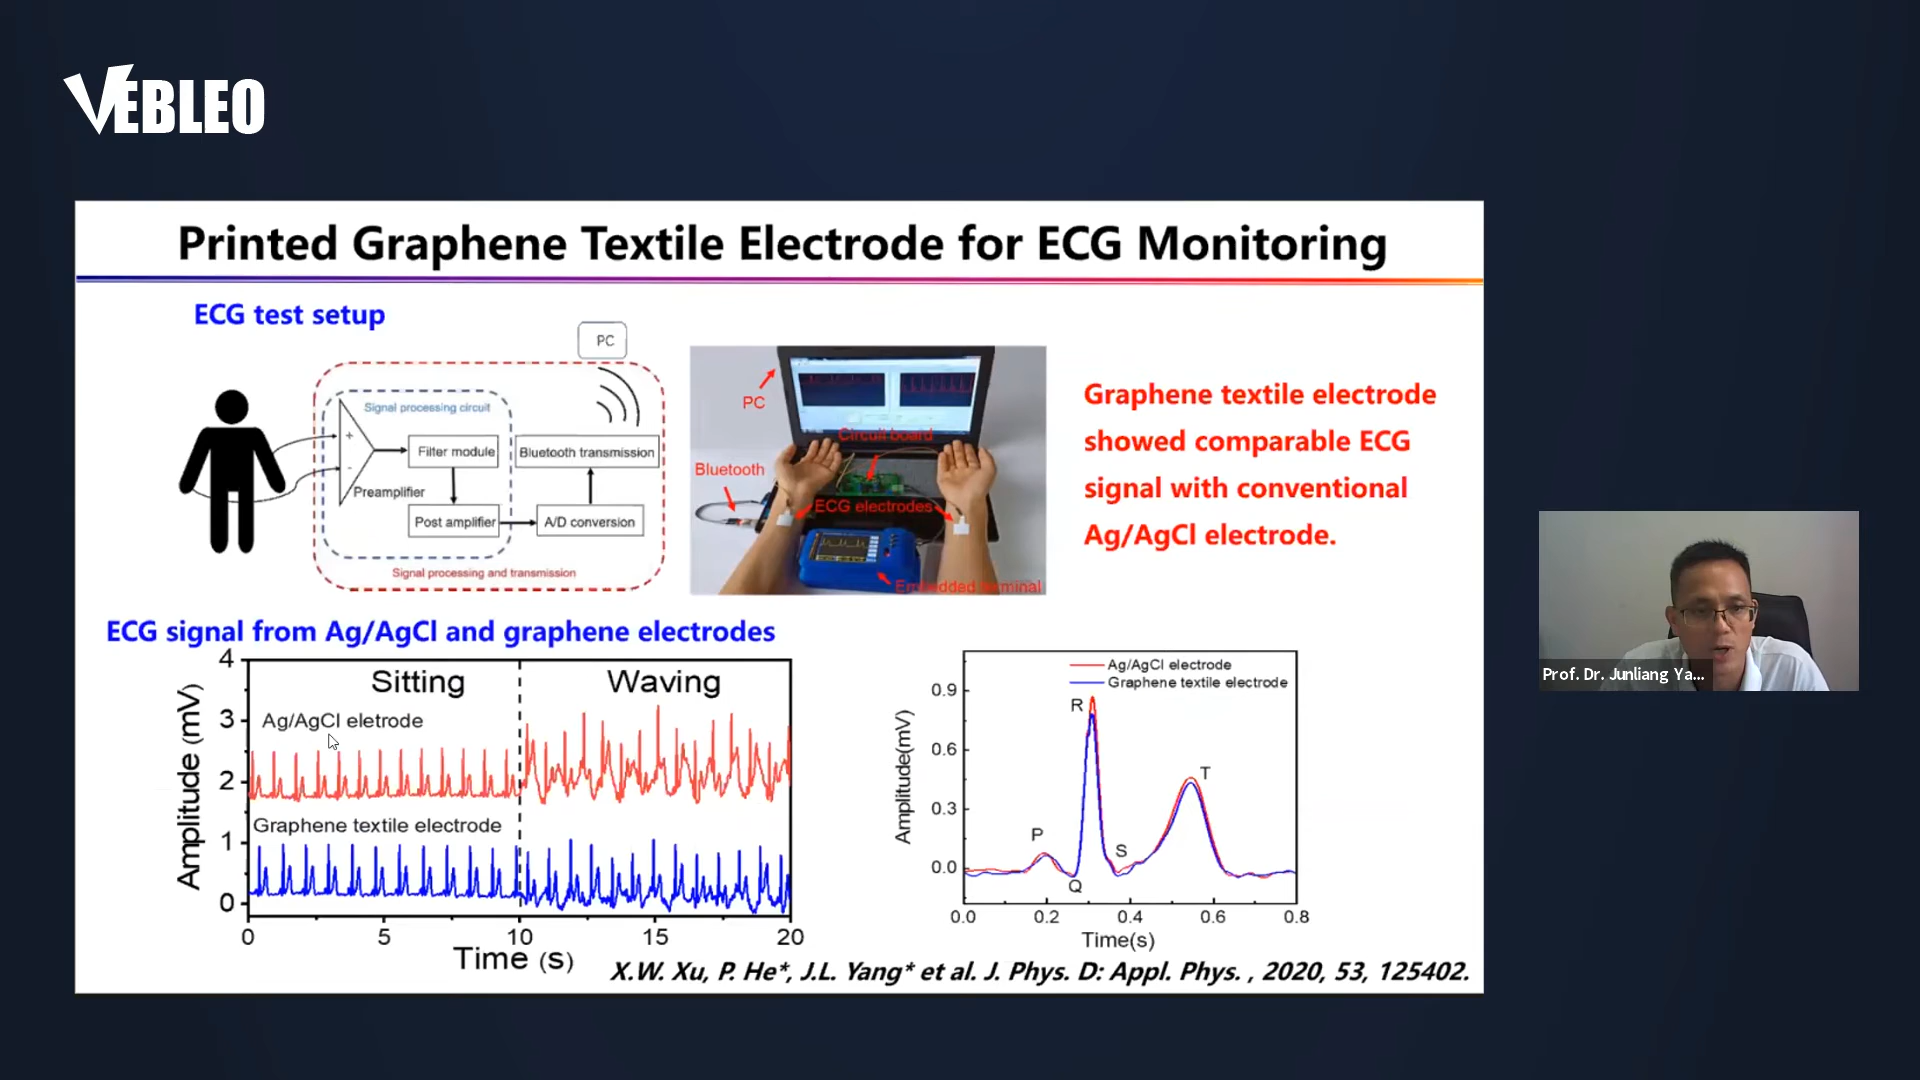 VEBLEO
Printed Graphene Textile Electrode for ECG Monitoring
ECG test setup
PC
Signal processing circuit
+
-
Filter module
Bluetooth transmission
Preamplifier
Post amplifier
A/D conversion
Signal processing and transmission
PC
Circuit board
Bluetooth
ECG electrodes
Embedded terminal
Graphene textile electrode
showed comparable ECG
signal with conventional
Ag/AgCl electrode.
ECG signal from Ag/AgCl and graphene electrodes
Sitting
Waving
Ag/AgCl eletrode
Graphene textile electrode
Amplitude (mV)
4
3
2
1
0
0 5 10 15 20
Time (s)
Ag/AgCl electrode
Graphene textile electrode
R
T
P
S
Q
Amplitude(mV)
0.9
0.6
0.3
0.0
0.0 0.2 0.4 0.6 0.8
Time(s)
X.W. Xu, P. He*, J.L. Yang* et al. J. Phys. D: Appl. Phys. , 2020, 53, 125402.
Prof. Dr. Junliang Ya...